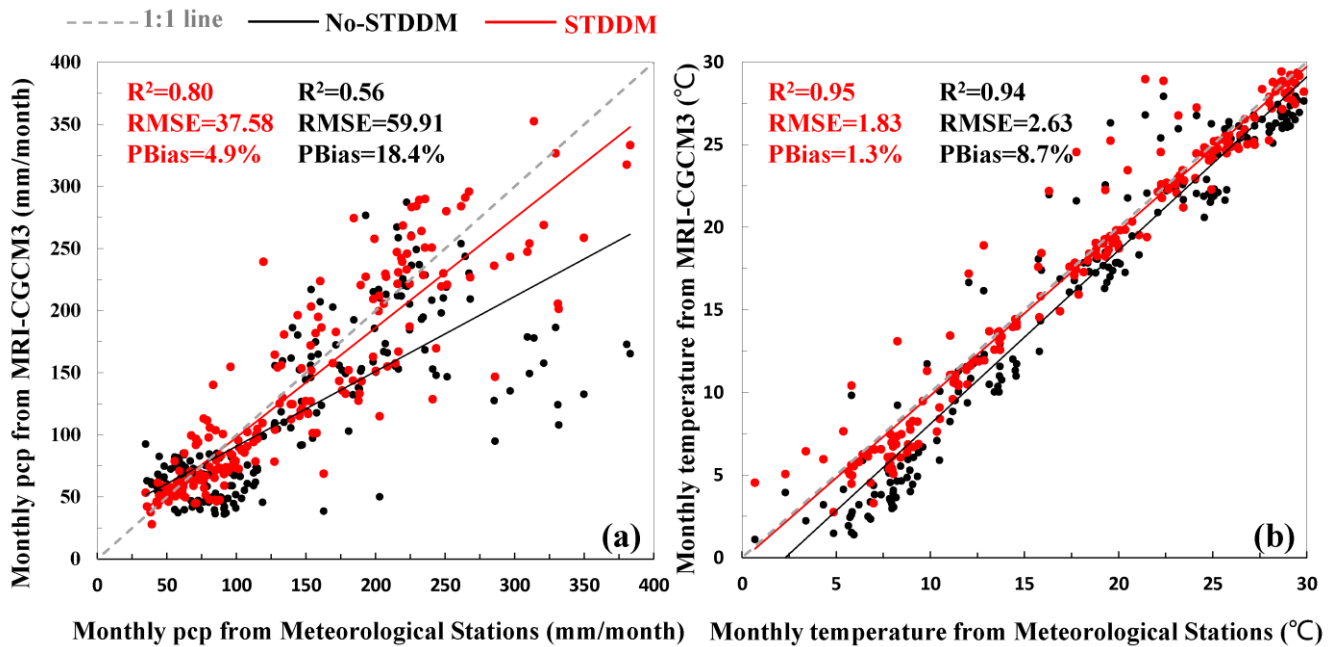 1:1 line No-STDDM STDDM
400
350
300
250
200
150
100
50
0
Monthly pcp from MRI-CGCM3 (mm/month)
R²=0.80 R²=0.56
RMSE=37.58 RMSE=59.91
PBias=4.9% PBias=18.4%
(a)
0 50 100 150 200 250 300 350 400
Monthly pcp from Meteorological Stations (mm/month)
30
25
20
15
10
5
0
Monthly temperature from MRI-CGCM3 (℃)
R²=0.95 R²=0.94
RMSE=1.83 RMSE=2.63
PBias=1.3% PBias=8.7%
(b)
0 5 10 15 20 25 30
Monthly temperature from Meteorological Stations (℃)